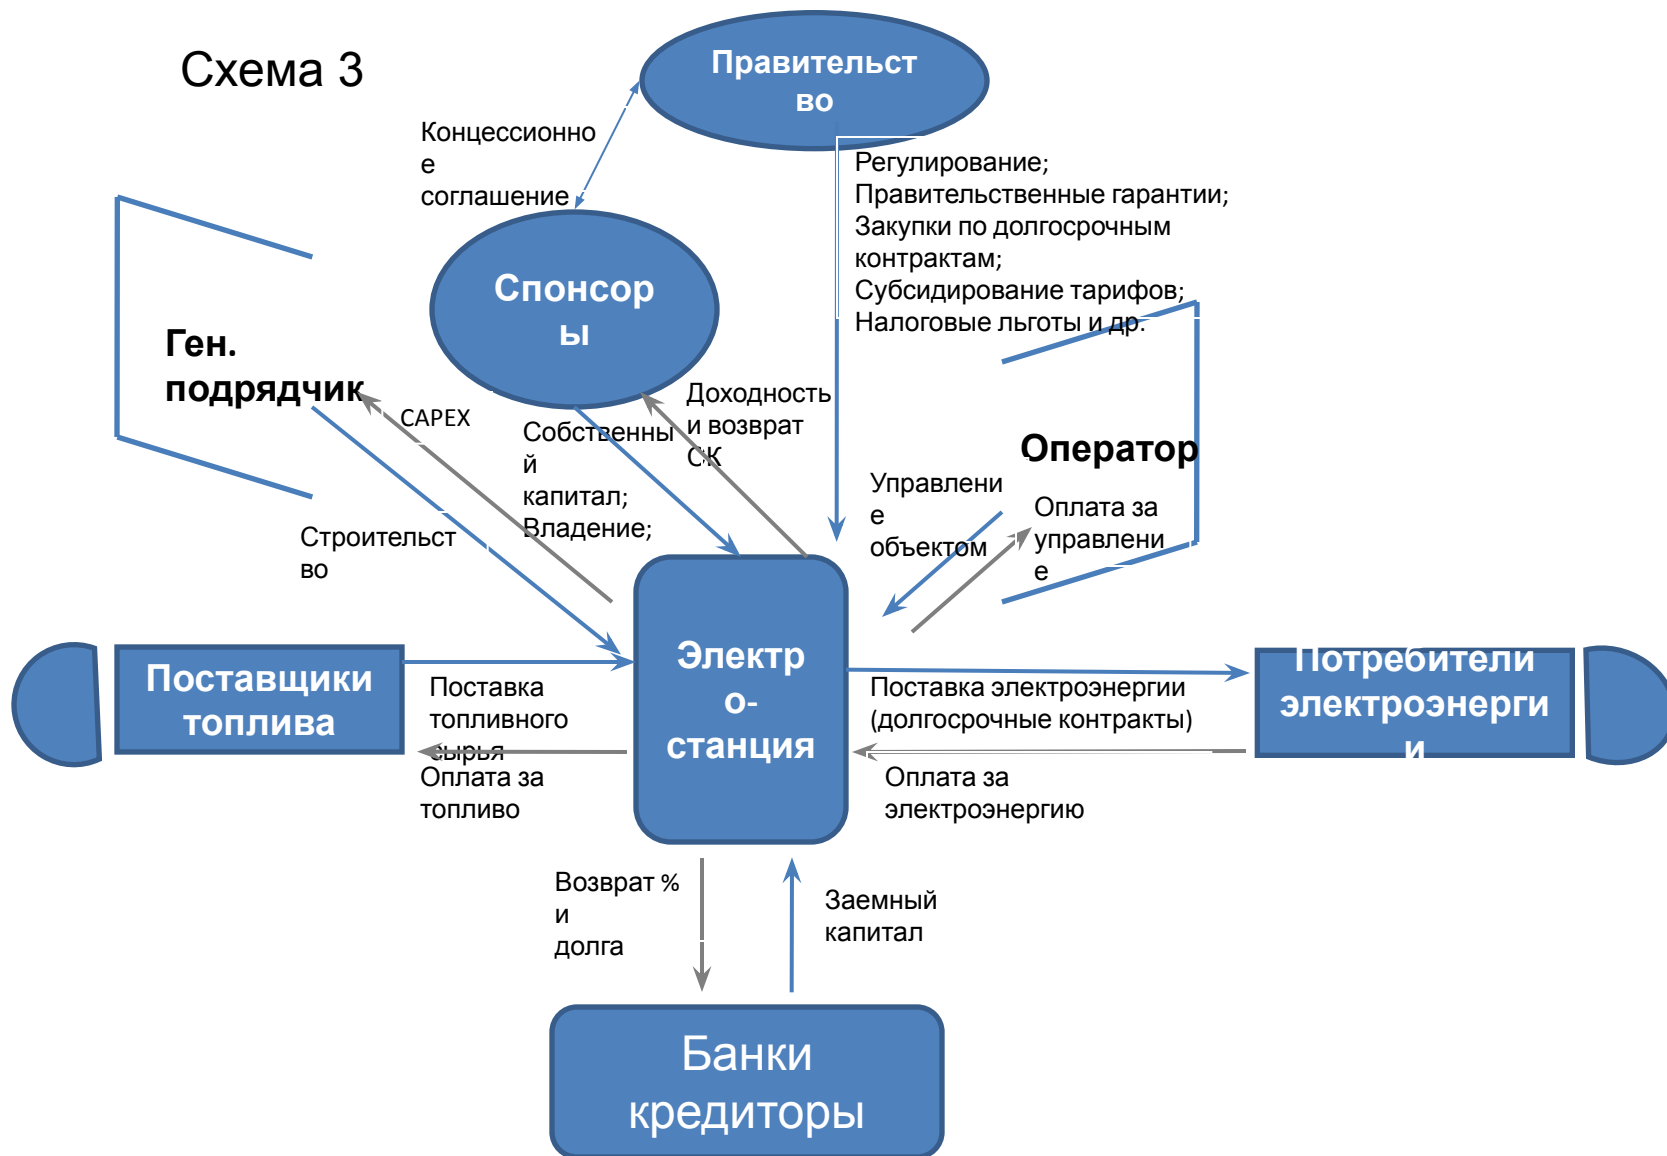 Схема 3
Правительст
во
Концессионно
е
соглашение
Регулирование;
Правительственные гарантии;
Закупки по долгосрочным
контрактам;
Субсидирование тарифов;
Налоговые льготы и др.
Спонсор
ы
Ген.
подрядчик
CAPEX
Собственны
й
капитал;
Владение;
Доходность
и возврат
СК
Оператор
Управлени
е
объектом
Оплата за
управлени
е
Строительст
во
Поставщики
топлива
Поставка
топливного
сырья
Оплата за
топливо
Электр
о-
станция
Поставка электроэнергии
(долгосрочные контракты)
Оплата за
электроэнергию
Потребители
электроэнерги
и
Возврат %
и
долга
Заемный
капитал
Банки
кредиторы